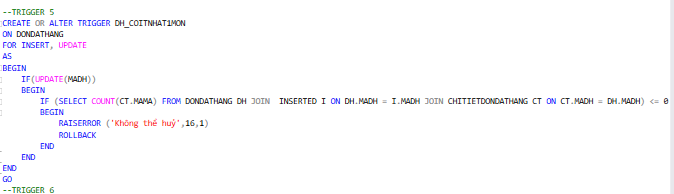 --TRIGGER 5
CREATE OR ALTER TRIGGER DH_COITNHAT1MON
ON DONDATHANG
FOR INSERT, UPDATE
AS
BEGIN
IF(UPDATE(MADH))
BEGIN
IF (SELECT COUNT(CT.MAMA) FROM DONDATHANG DH JOIN INSERTED I ON DH.MADH = I.MADH JOIN CHITIETDONDATHANG CT ON CT.MADH = DH.MADH) <= 0
BEGIN
RAISERROR ('Không thể huỷ',16,1)
ROLLBACK
END
END
END
GO
--TRIGGER 6